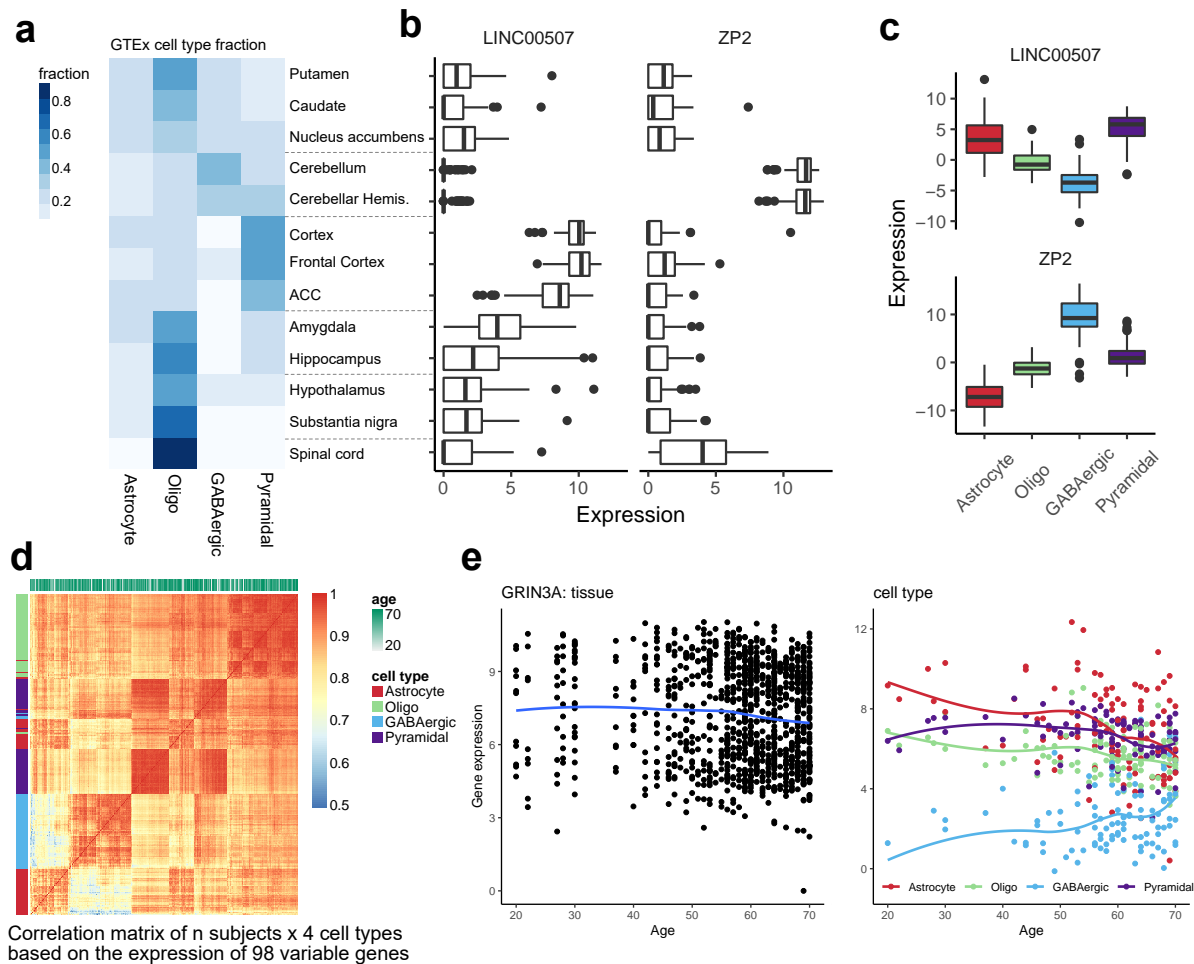 a
GTEx cell type fraction
fraction
0.8
0.6
0.4
0.2
Putamen
Caudate
Nucleus accumbens
Cerebellum
Cerebellar Hemis.
Cortex
Frontal Cortex
ACC
Amygdala
Hippocampus
Hypothalamus
Substantia nigra
Spinal cord
Astrocyte
Oligo
GABAergic
Pyramidal
b
LINC00507
ZP2
0
5
10
0
5
10
Expression
c
LINC00507
10
5
0
−5
−10
Expression
ZP2
10
0
−10
Astrocyte
Oligo
GABAergic
Pyramidal
d
1
0.9
0.8
0.7
0.6
0.5
age
70
20
cell type
Astrocyte
Oligo
GABAergic
Pyramidal
Correlation matrix of n subjects x 4 cell types
based on the expression of 98 variable genes
e
GRIN3A: tissue
Gene expression
9
6
3
0
20
30
40
50
60
70
Age
cell type
12
8
4
0
Astrocyte
Oligo
GABAergic
Pyramidal
20
30
40
50
60
70
Age